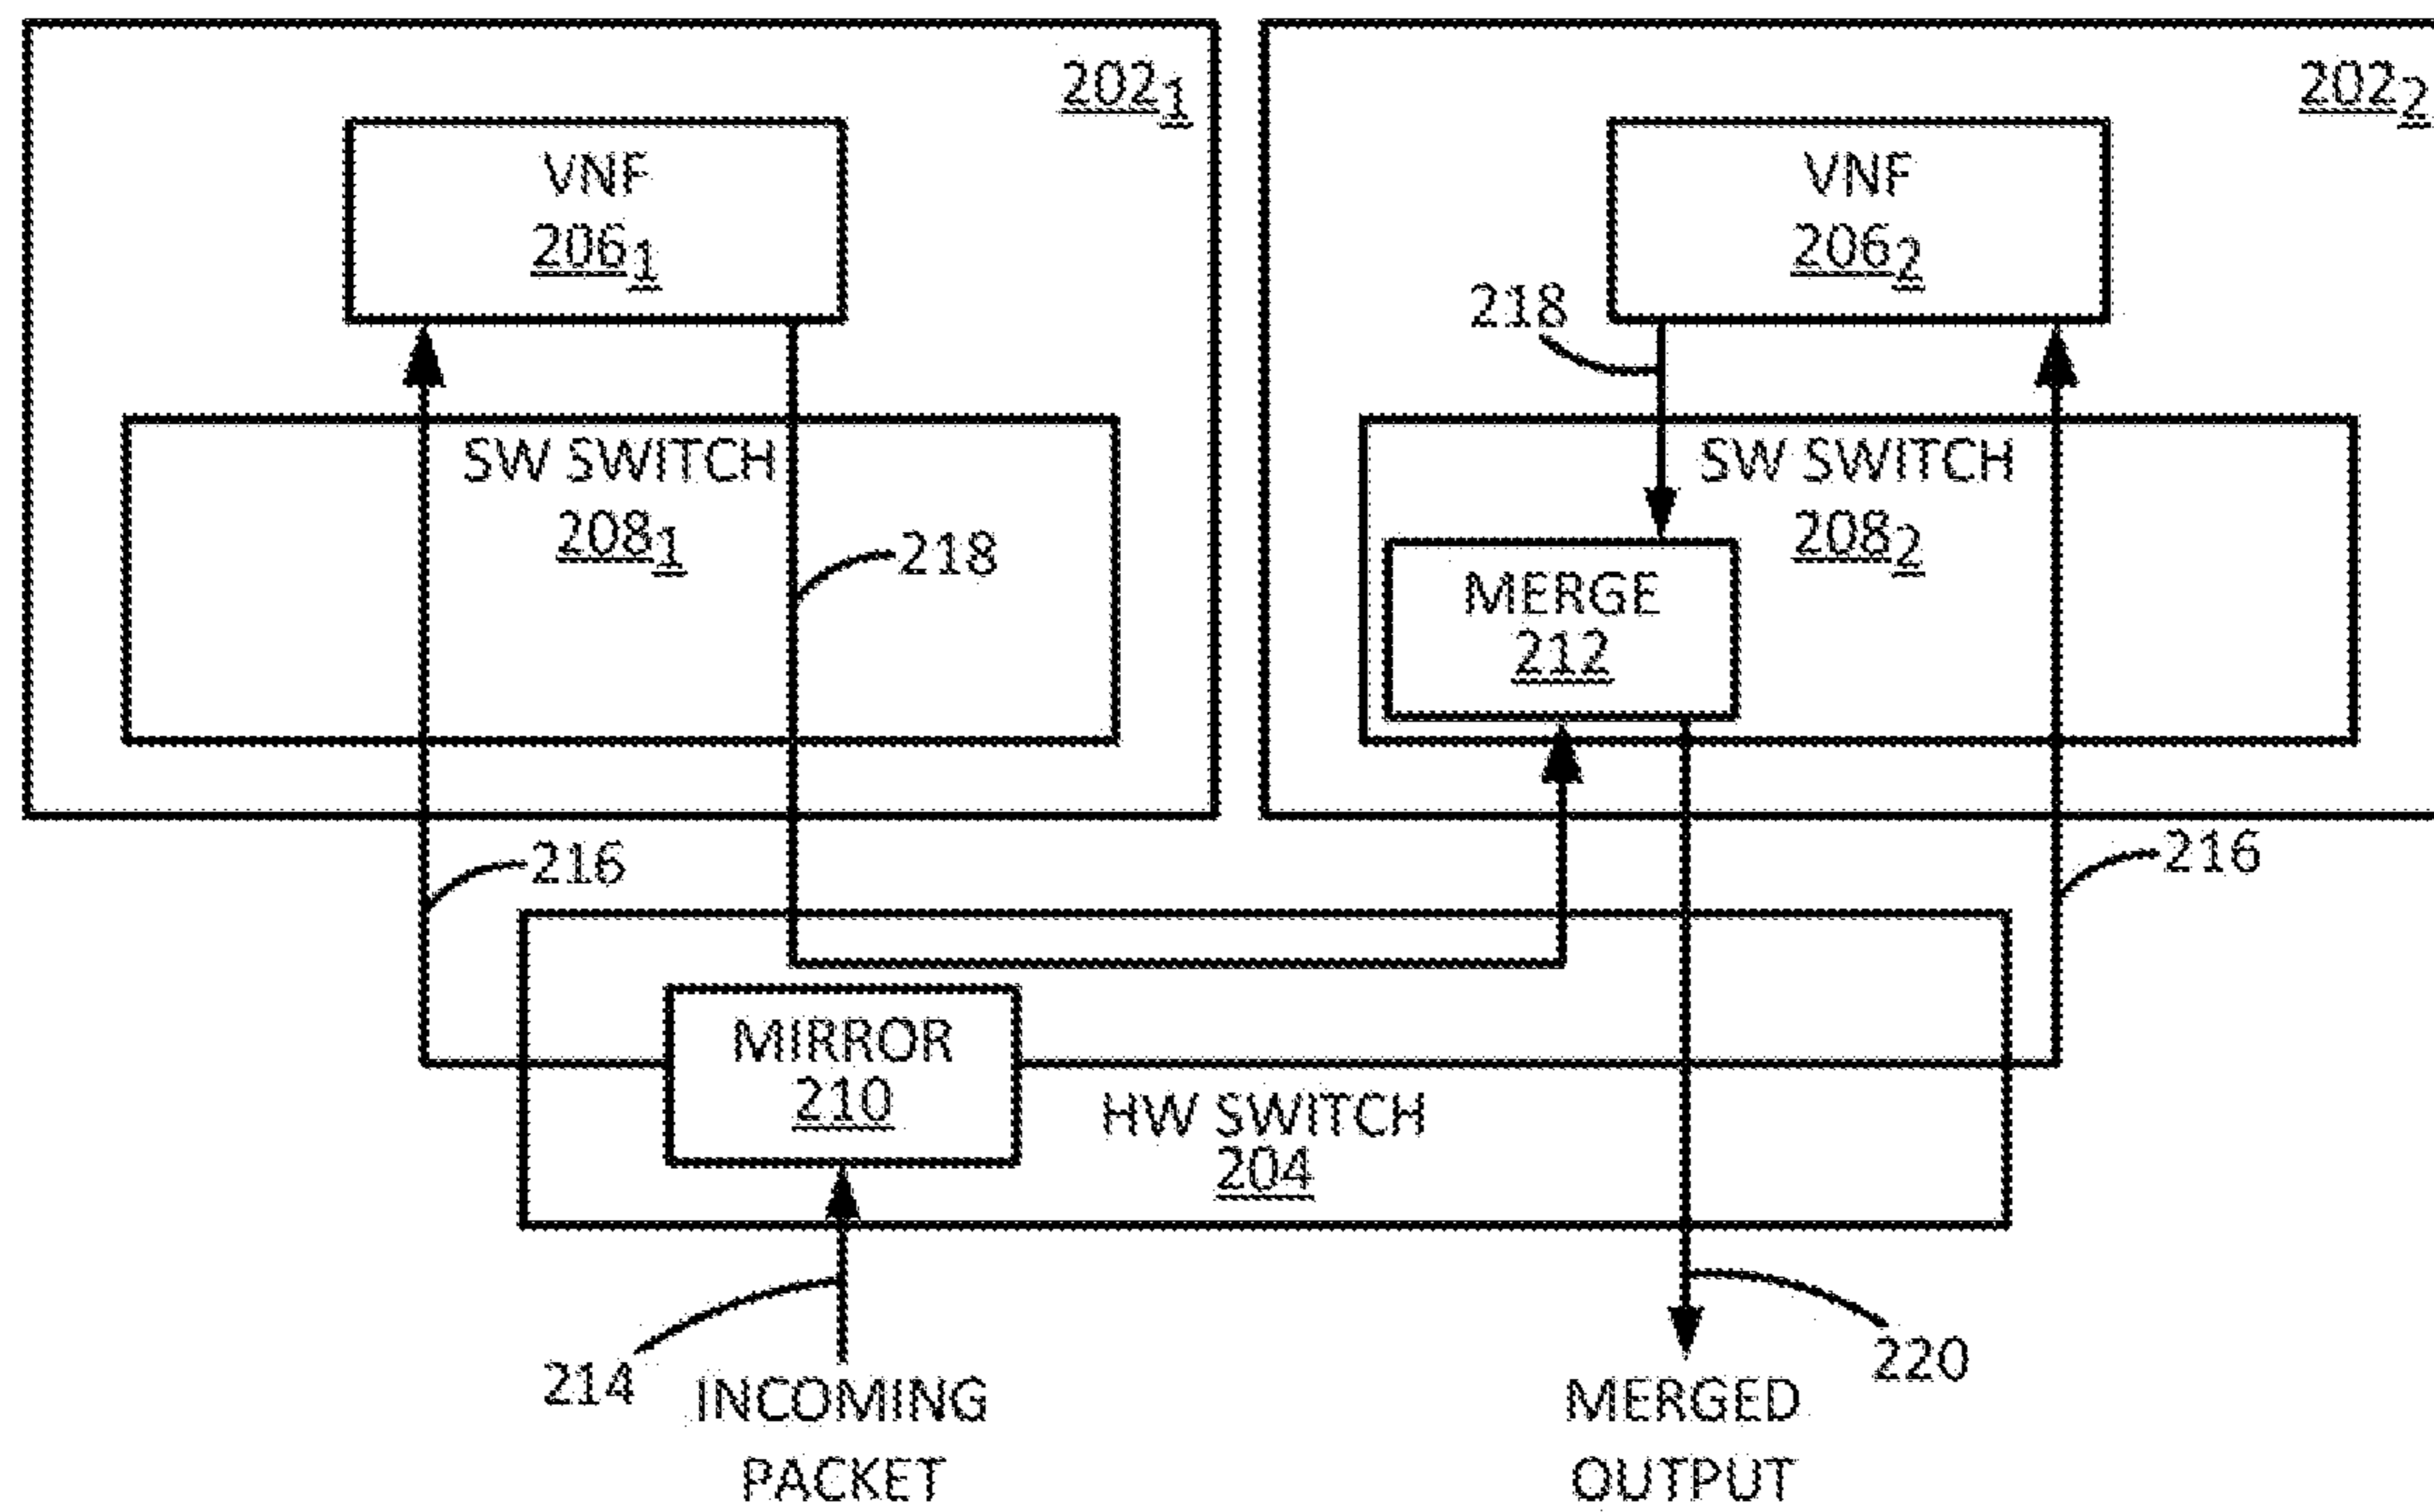 202₁
VNF
206₁
SW SWITCH
208₁
218
202₂
VNF
206₂
218
SW SWITCH
208₂
MERGE
212
216
216
MIRROR
210
HW SWITCH
204
214
INCOMING
PACKET
220
MERGED
OUTPUT